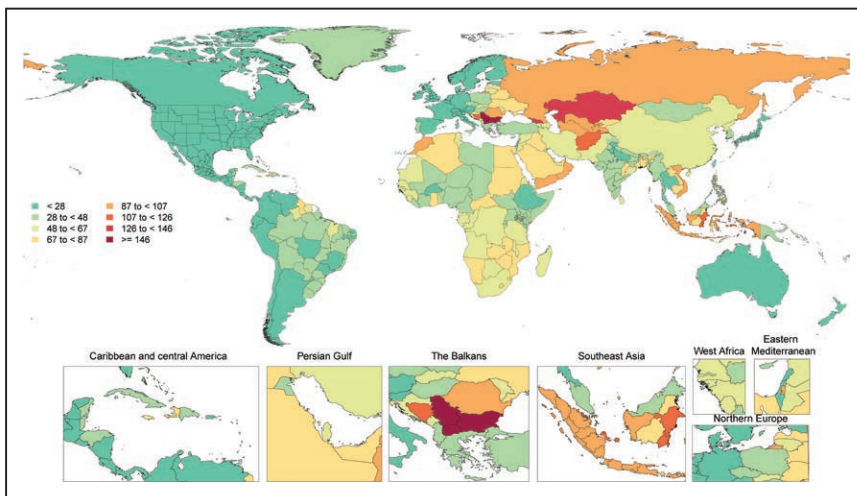 < 28
28 to < 48
48 to < 67
67 to < 87
87 to < 107
107 to < 126
126 to < 146
>= 146
Caribbean and central America
Persian Gulf
The Balkans
Southeast Asia
West Africa
Eastern
Mediterranean
Northern Europe